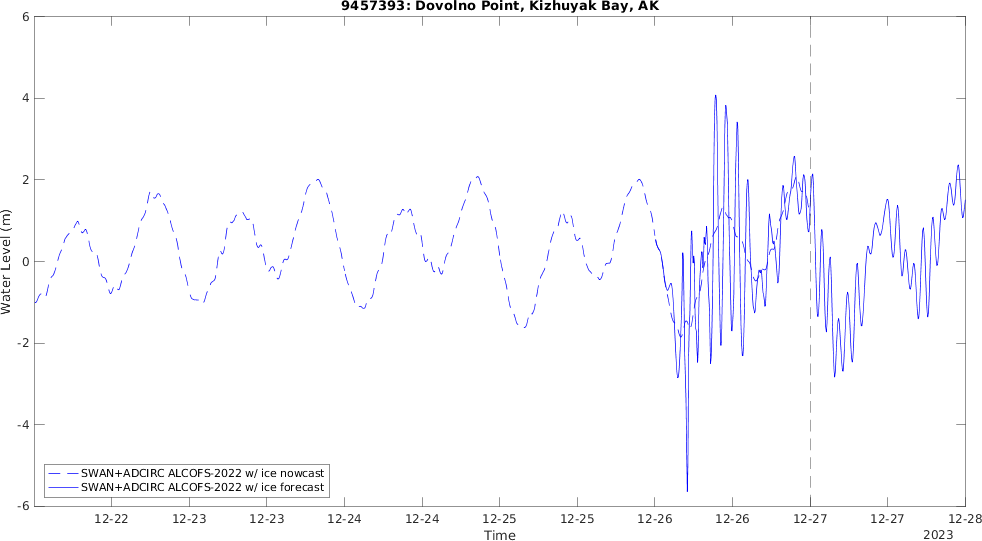 9457393: Dovolno Point, Kizhuyak Bay, AK
6
4
2
0
-2
-4
-6
Water Level (m)
SWAN+ADCIRC ALCOFS-2022 w/ ice nowcast
SWAN+ADCIRC ALCOFS-2022 w/ ice forecast
12-22 12-23 12-23 12-24 12-24 12-25 12-25 12-26 12-26 12-27 12-27 12-28
Time
2023